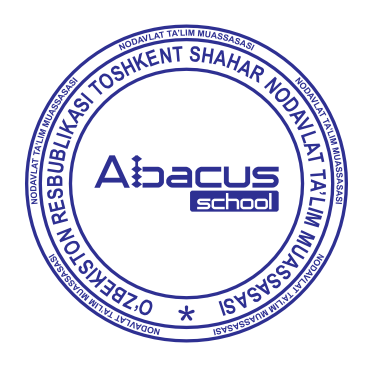 NODAVLAT TA'LIM MUASSASASI
NODAVLAT TA'LIM MUASSASASI
NODAVLAT TA'LIM MUASSASASI
NODAVLAT TA'LIM MUASSASASI
NODAVLAT TA'LIM MUASSASASI
O'ZBEKISTON RESBUBLIKASI TOSHKENT SHAHAR NODAVLAT TA'LIM MUASSASASI *
Abacus
school